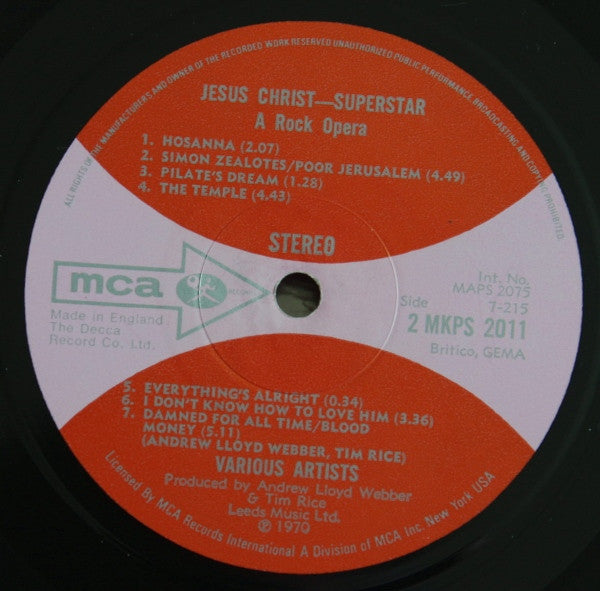 ALL RIGHTS OF THE MANUFACTURERS AND OWNER OF THE RECORDED WORK RESERVED UNAUTHORIZED PUBLIC PERFORMANCE BROADCASTING AND COPYING OF THIS RECORD PROHIBITED
JESUS CHRIST—SUPERSTAR
A Rock Opera
1. HOSANNA (2.07)
2. SIMON ZEALOTES/POOR JERUSALEM (4.49)
3. PILATE'S DREAM (1.28)
4. THE TEMPLE (4.43)
STEREO
mca
RECORDS
Made in England
The Decca
Record Co. Ltd.
Int. No.
MAPS 2075
7-215
Side
2 MKPS 2011
Britico, GEMA
5. EVERYTHING'S ALRIGHT (0.34)
6. I DON'T KNOW HOW TO LOVE HIM (3.36)
7. DAMNED FOR ALL TIME/BLOOD
MONEY (5.11)
(ANDREW LLOYD WEBBER, TIM RICE)
VARIOUS ARTISTS
Produced by Andrew Lloyd Webber
& Tim Rice
Leeds Music Ltd.
℗ 1970
Licensed By MCA Records International A Division of MCA Inc New York USA